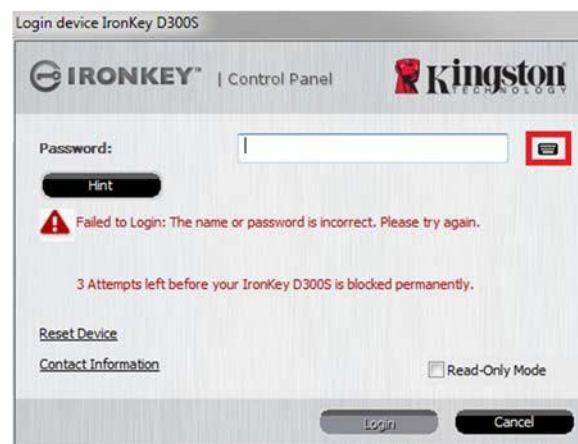 Login device IronKey D300S
IRONKEY™ | Control Panel
Kingston
TECHNOLOGY
Password:
Hint
Failed to Login: The name or password is incorrect. Please try again.
3 Attempts left before your IronKey D300S is blocked permanently.
Reset Device
Contact Information
Read-Only Mode
Login
Cancel